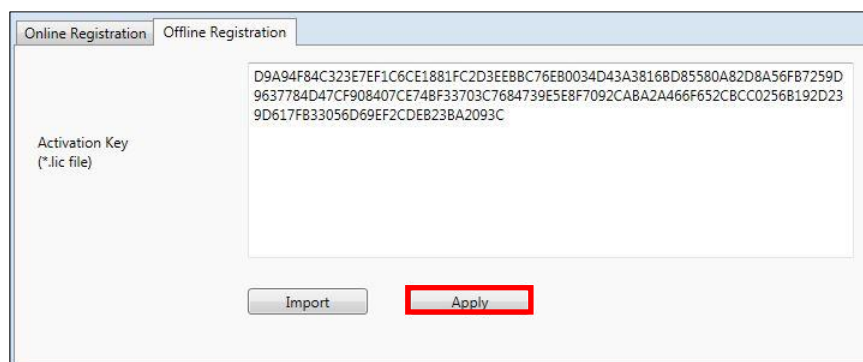 Online Registration
Offline Registration
D9A94F84C323E7EF1C6CE1881FC2D3EEBBC76EB0034D43A3816BD85580A82D8A56FB7259D
9637784D47CF908407CE74BF33703C7684739E5E8F7092CABA2A466F652CBCC0256B192D23
9D617FB33056D69EF2CDEB23BA2093C
Activation Key
(*.lic file)
Import
Apply